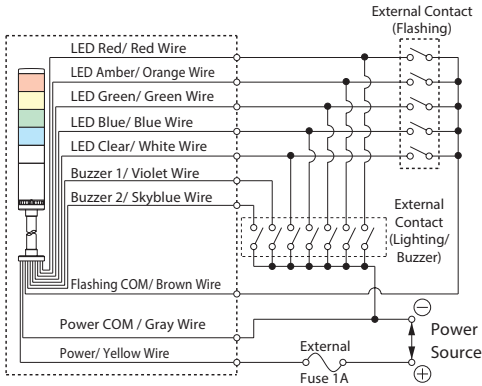 External Contact
(Flashing)
LED Red/ Red Wire
LED Amber/ Orange Wire
LED Green/ Green Wire
LED Blue/ Blue Wire
LED Clear/ White Wire
Buzzer 1/ Violet Wire
Buzzer 2/ Skyblue Wire
External
Contact
(Lighting/
Buzzer)
Flashing COM/ Brown Wire
Power COM / Gray Wire
Power/ Yellow Wire
External
Fuse 1A
−
Power
Source
+